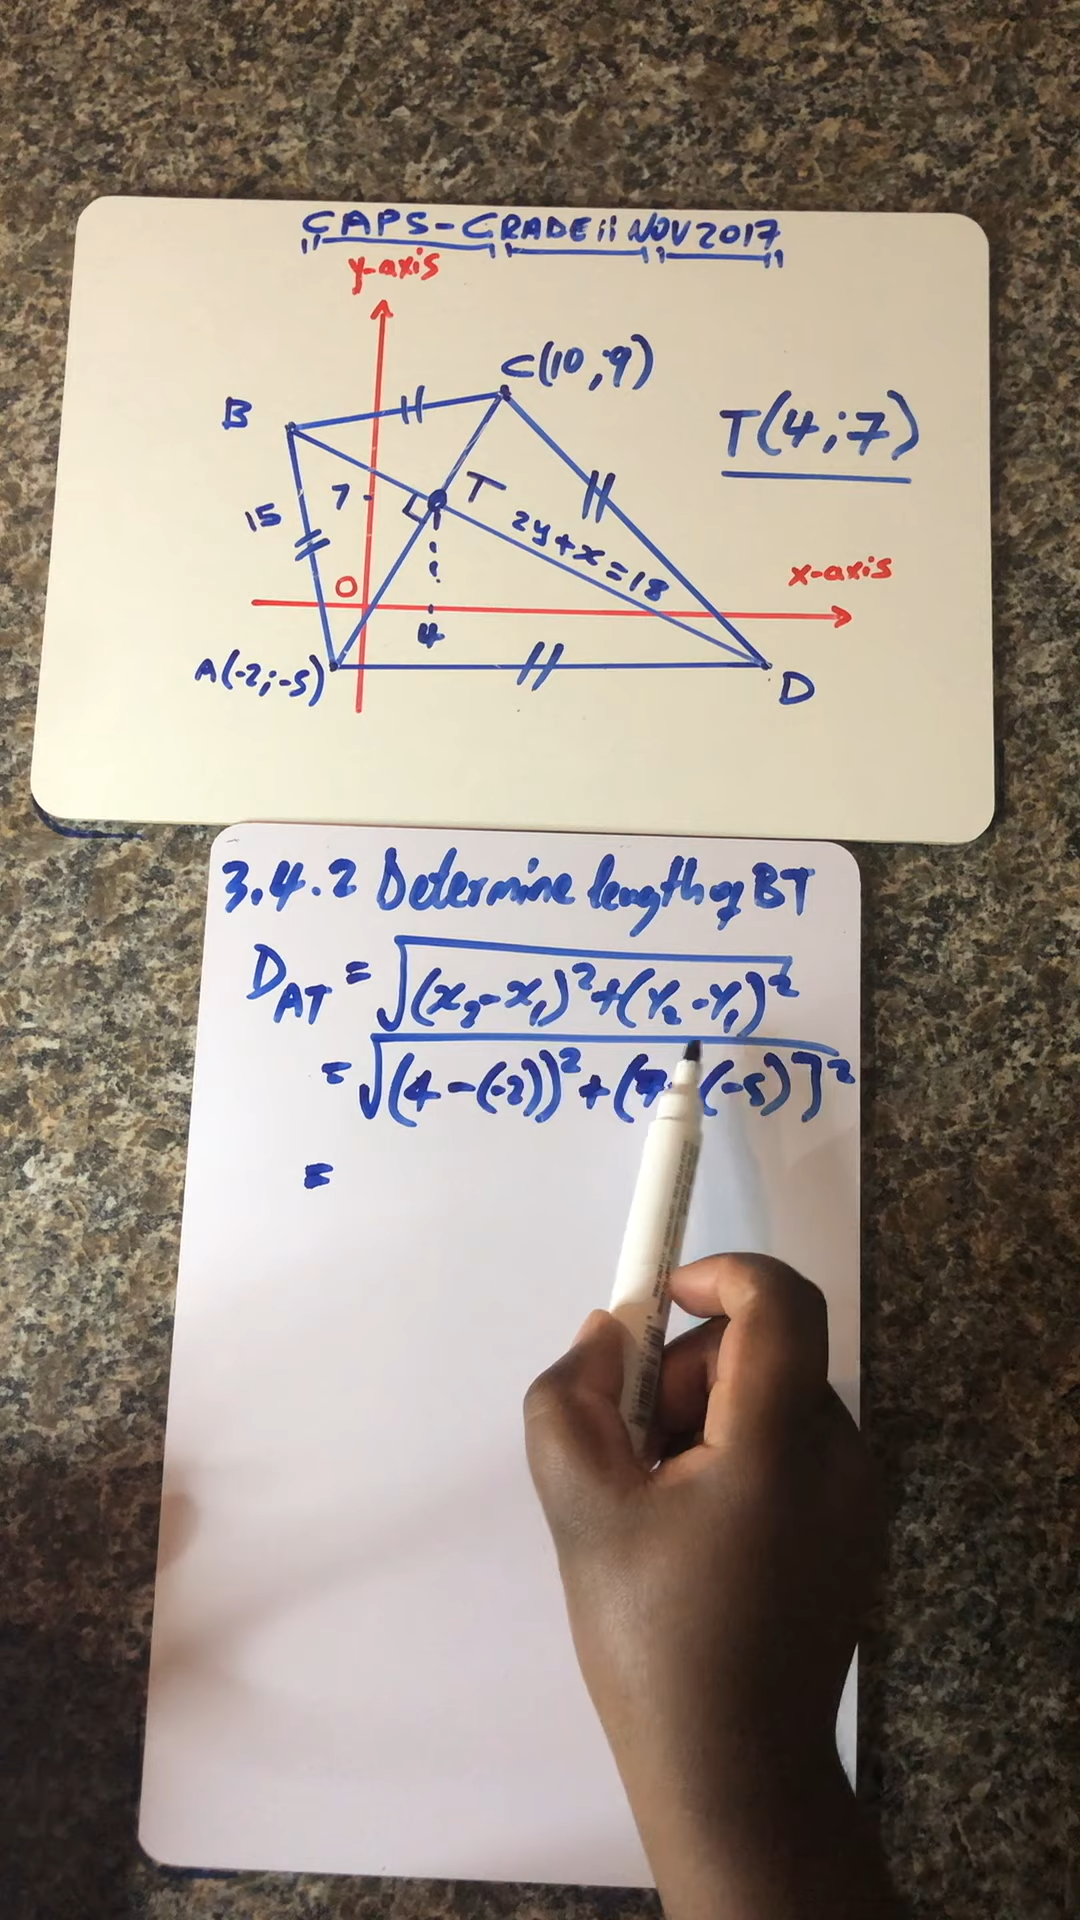 CAPS-GRADE 11 NOV 2017
y-axis
C(10,9)
B
T(4;7)
7
T
15
2y+x=18
x-axis
O
4
A(-2;-5)
D
3.4.2 Determine length of BT
D_AT = √(x₂-x₁)²+(y₂-y₁)²
= √(4-(-2))²+(7-(-5)]²
=